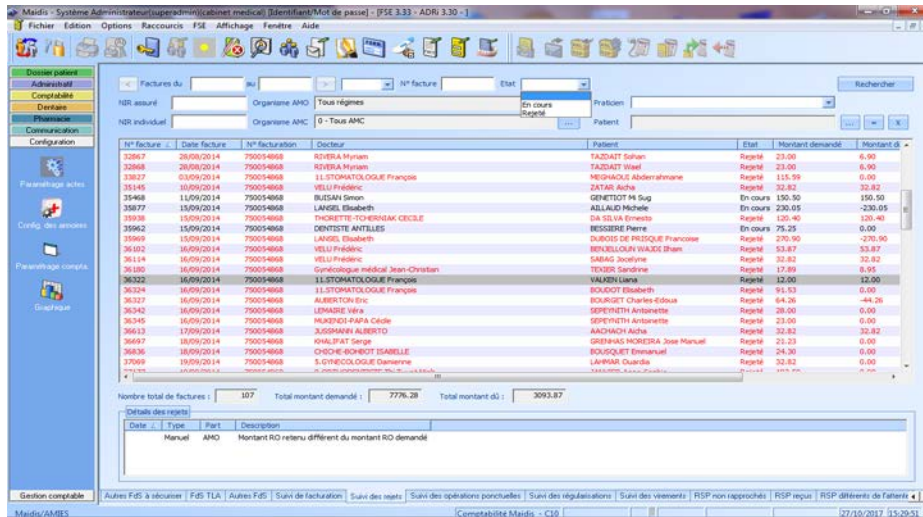 Maidis - Système Administrateur(superadmin)(cabinet medical) [Identifiant/Mot de passe] - [FSE 3.33 - ADRi 3.30 - ]
Fichier Edition Options Raccourcis FSE Affichage Fenêtre Aide
Dossier patient
Administratif
Comptabilité
Dentaire
Pharmacie
Communication
Configuration
Paramétrage actes
Config. des armoires
Paramétrage compta.
Graphique
Gestion comptable
< Factures du au > N° facture Etat Rechercher
En cours
Rejeté
NIR assuré Organisme AMO Tous régimes Praticien
NIR individuel Organisme AMC 0 - Tous AMC ... Patient ... = X
N° facture Date facture N° facturation Docteur Patient Etat Montant demandé Montant d
32867 28/08/2014 750054868 RIVERA Myriam TAZDAIT Sohan Rejeté 23.00 6.90
32868 28/08/2014 750054868 RIVERA Myriam TAZDAIT Wael Rejeté 23.00 6.90
33827 03/09/2014 750054868 11.STOMATOLOGUE François MEGHAOUI Abderrahmane Rejeté 115.59 0.00
35145 10/09/2014 750054868 VELU Frédéric ZATAR Aicha Rejeté 32.82 32.82
35468 11/09/2014 750054868 BUISAN Simon GENETIOT Mi Sug En cours 150.50 150.50
35877 15/09/2014 750054868 LANSEL Elisabeth AILLAUD Michele En cours 230.05 -230.05
35938 15/09/2014 750054868 THORETTE-TCHERNIAK CECILE DA SILVA Ernesto Rejeté 120.40 120.40
35962 15/09/2014 750054868 DENTISTE ANTILLES BESSIERE Pierre En cours 75.25 0.00
35969 15/09/2014 750054868 LANSEL Elisabeth DUBOIS DE PRISQUE Francoise Rejeté 270.90 -270.90
36102 16/09/2014 750054868 VELU Frédéric BENJELLOUN WAJDI Ilham Rejeté 53.87 53.87
36114 16/09/2014 750054868 VELU Frédéric SABAG Jocelyine Rejeté 32.82 32.82
36180 16/09/2014 750054868 Gynécologue médical Jean-Christian TEXIER Sandrine Rejeté 17.89 8.95
36322 16/09/2014 750054868 11.STOMATOLOGUE François VALKEN Liana Rejeté 12.00 12.00
36324 16/09/2014 750054868 11.STOMATOLOGUE François BOUDOT Elisabeth Rejeté 91.53 0.00
36327 16/09/2014 750054868 AUBERTON Eric BOURGET Charles-Edoua Rejeté 64.26 -44.26
36342 16/09/2014 750054868 LEMAIRE Véra SEPEYNITH Antoinette Rejeté 28.00 0.00
36345 16/09/2014 750054868 MUKENDI-PAPA Cécile SEPEYNITH Antoinette Rejeté 23.00 0.00
36613 17/09/2014 750054868 JUSSMANN ALBERTO AACHACH Aicha Rejeté 32.82 32.82
36697 18/09/2014 750054868 KHALIFAT Serge GRENHAS MOREIRA Jose Manuel Rejeté 21.23 0.00
36836 18/09/2014 750054868 CHICHE-BOHBOT ISABELLE BOUSQUET Emmanuel Rejeté 24.30 0.00
37069 19/09/2014 750054868 5.GYNECOLOGUE Damienne LAHMAR Ouardia Rejeté 32.82 0.00
Nombre total de factures : 107 Total montant demandé : 7776.28 Total montant dû : 3093.87
Détails des rejets
Date Type Part Description
Manuel AMO Montant RO retenu différent du montant RO demandé
Autres FdS à sécuriser FdS TLA Autres FdS Suivi de facturation Suivi des rejets Suivi des opérations ponctuelles Suivi des régularisations Suivi des virements RSP non rapprochés RSP reçus RSP différents de l'attente
Maidis/AMIES Comptabilité Maidis - C10 27/10/2017 15:29:51